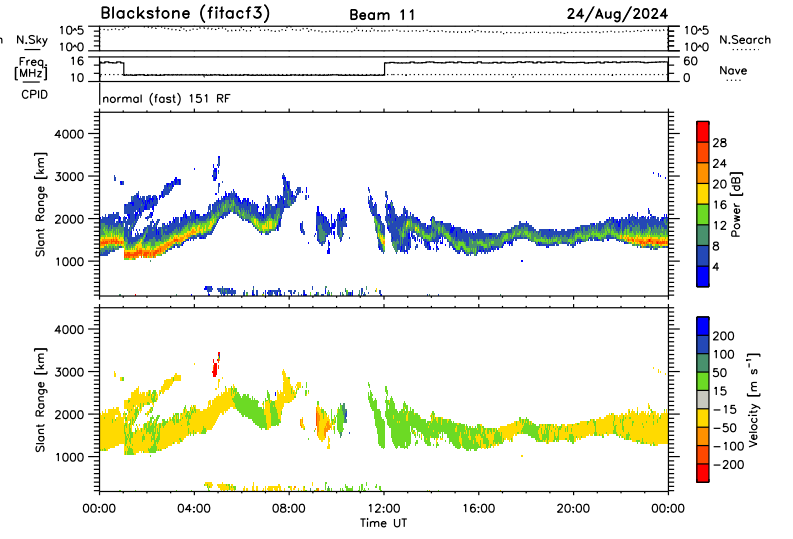 Blackstone (fitacf3) Beam 11 24/Aug/2024
N.Sky 10^5 10^0 10^5 10^0 N.Search
Freq. [MHz] 16 10 60 0 Nave
CPID normal (fast) 151 RF
Slant Range [km] 4000 3000 2000 1000
28 24 20 16 12 8 4 Power [dB]
Slant Range [km] 4000 3000 2000 1000
200 100 50 15 −15 −50 −100 −200 Velocity [m s⁻¹]
00:00 04:00 08:00 12:00 16:00 20:00 00:00
Time UT